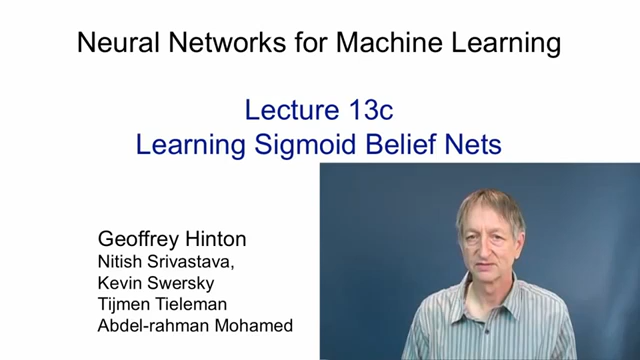 Neural Networks for Machine Learning
Lecture 13c
Learning Sigmoid Belief Nets
Geoffrey Hinton
Nitish Srivastava,
Kevin Swersky
Tijmen Tieleman
Abdel-rahman Mohamed